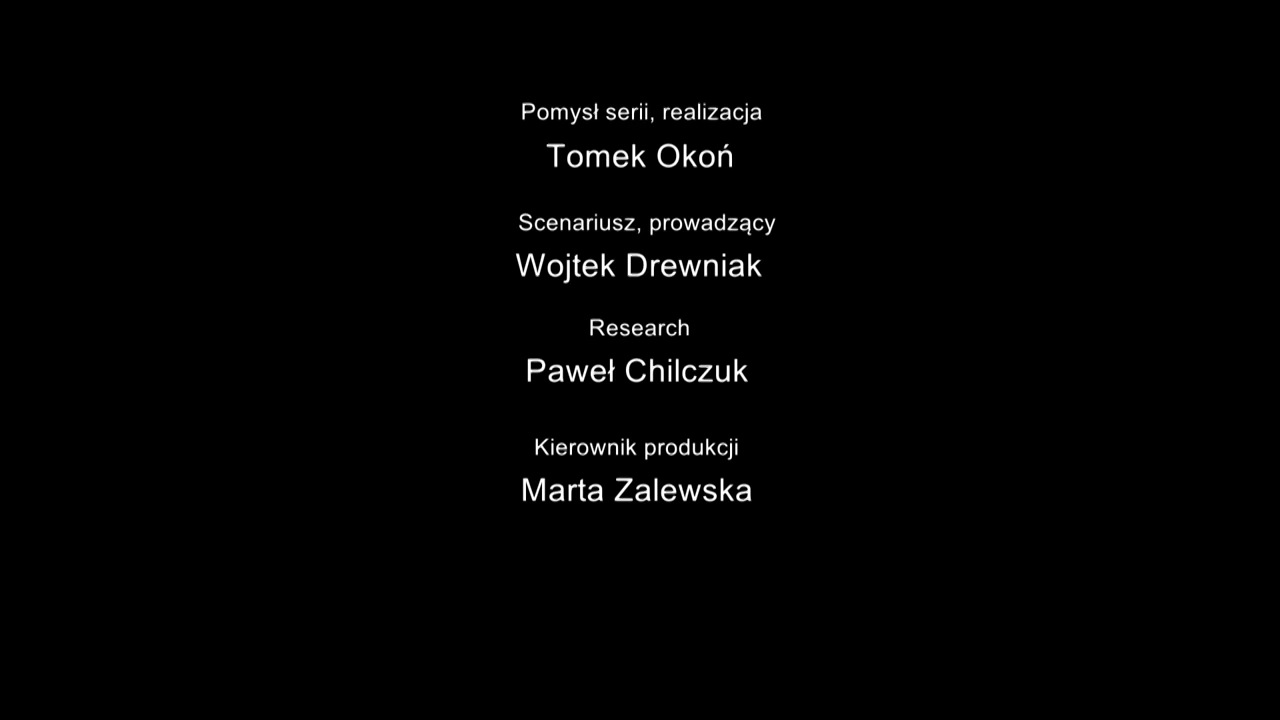 Pomysł serii, realizacja
Tomek Okoń
Scenariusz, prowadzący
Wojtek Drewniak
Research
Paweł Chilczuk
Kierownik produkcji
Marta Zalewska